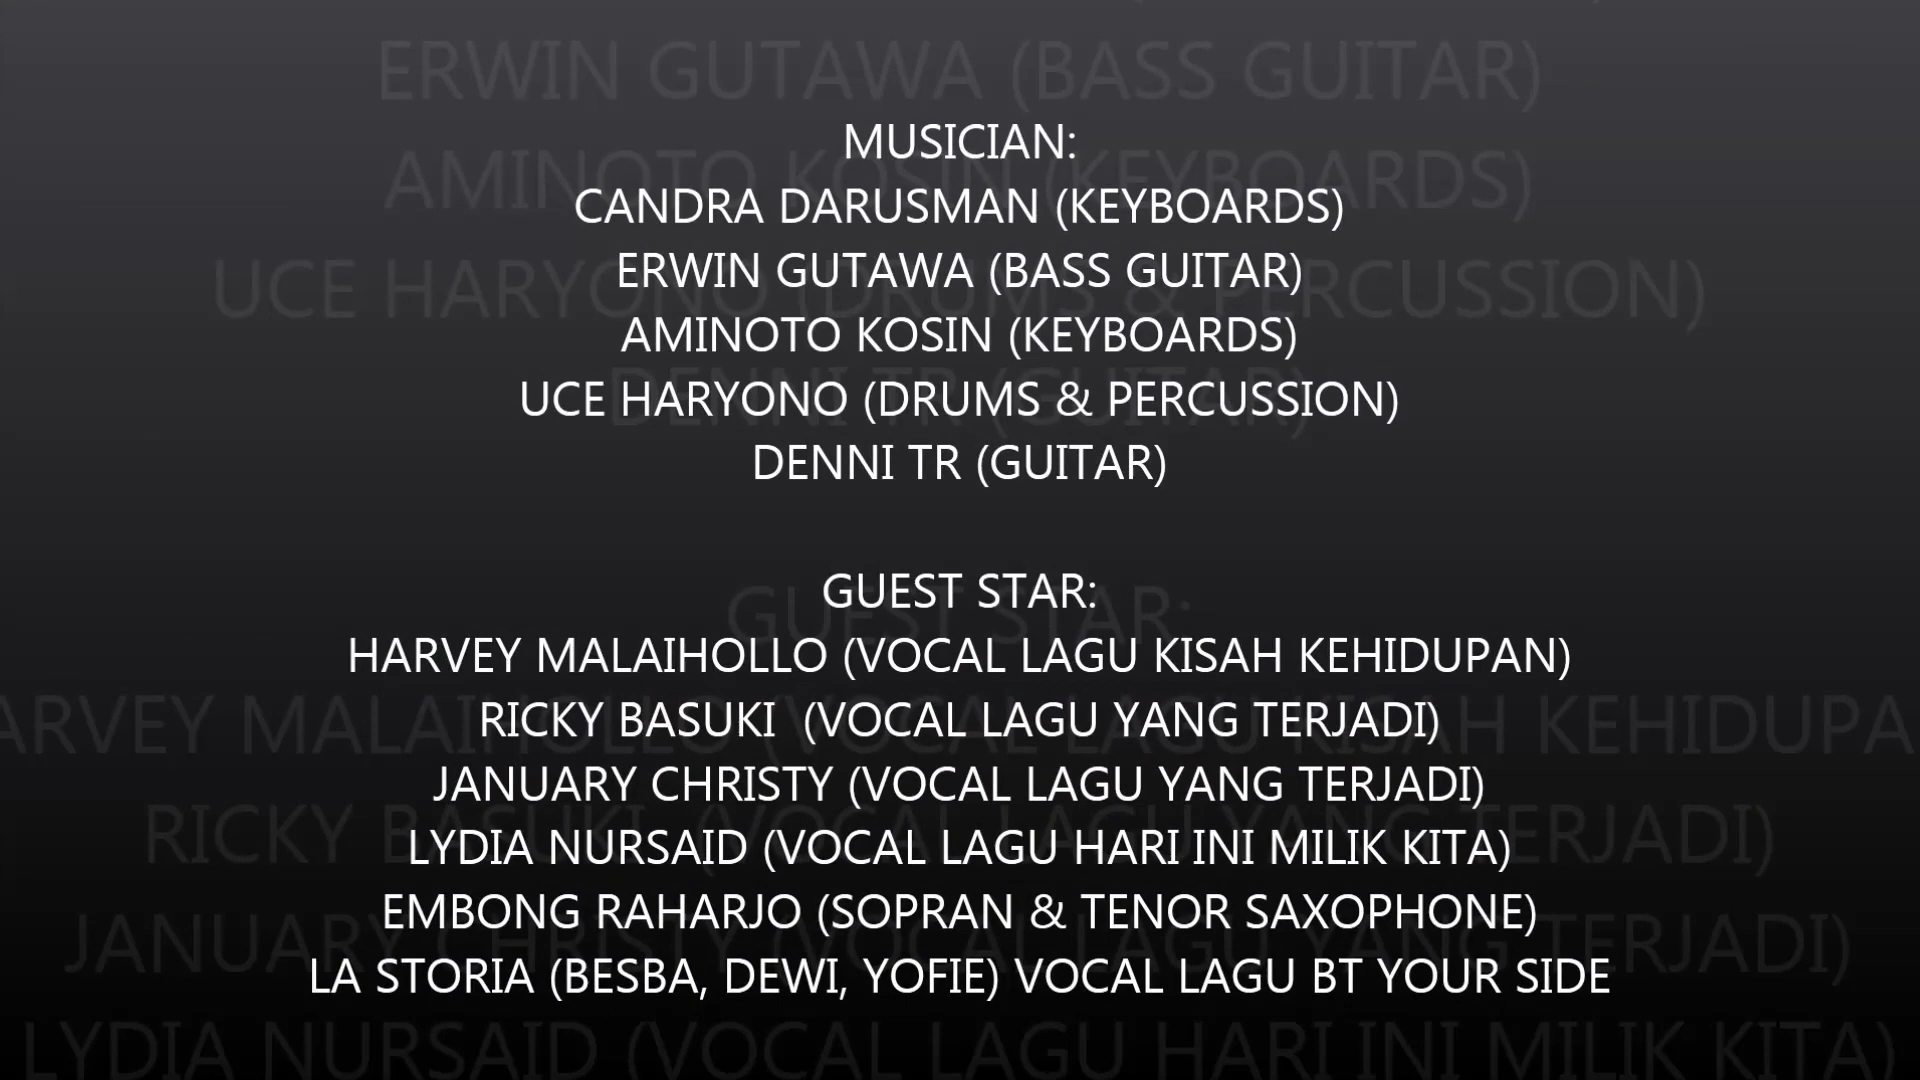 MUSICIAN:
CANDRA DARUSMAN (KEYBOARDS)
ERWIN GUTAWA (BASS GUITAR)
AMINOTO KOSIN (KEYBOARDS)
UCE HARYONO (DRUMS & PERCUSSION)
DENNI TR (GUITAR)
GUEST STAR:
HARVEY MALAIHOLLO (VOCAL LAGU KISAH KEHIDUPAN)
RICKY BASUKI (VOCAL LAGU YANG TERJADI)
JANUARY CHRISTY (VOCAL LAGU YANG TERJADI)
LYDIA NURSAID (VOCAL LAGU HARI INI MILIK KITA)
EMBONG RAHARJO (SOPRAN & TENOR SAXOPHONE)
LA STORIA (BESBA, DEWI, YOFIE) VOCAL LAGU BT YOUR SIDE